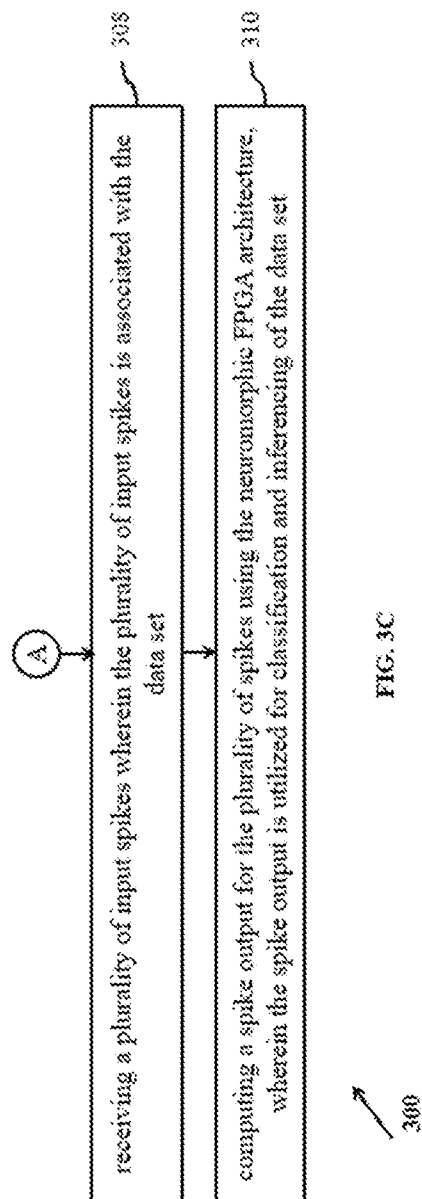 A
receiving a plurality of input spikes wherein the plurality of input spikes is associated with the
data set
308
computing a spike output for the plurality of spikes using the neuromorphic FPGA architecture,
wherein the spike output is utilized for classification and inferencing of the data set
310
300
FIG. 3C